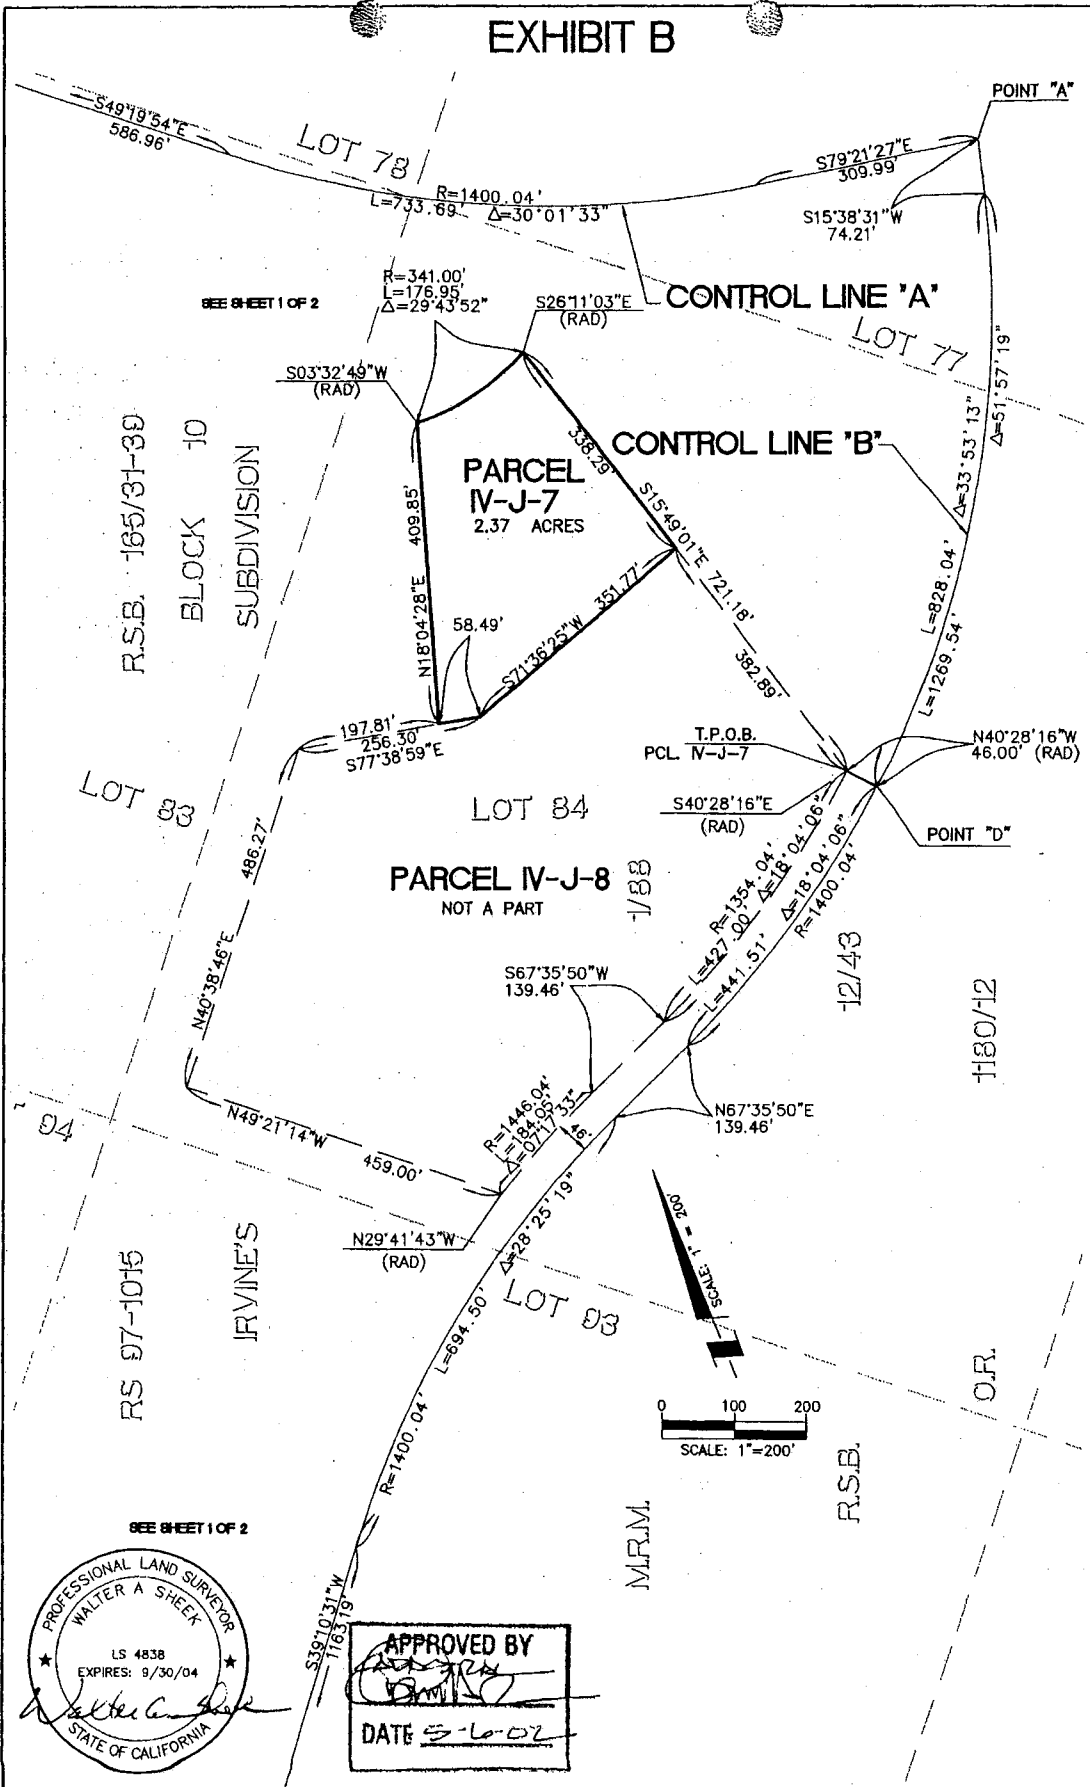 EXHIBIT B
POINT "A"
S49°19'54"E
586.96'
LOT 78
S79°21'27"E
309.99'
R=1400.04'
L=733.69'
Δ=30°01'33"
S15°38'31"W
74.21'
SEE SHEET 1 OF 2
R=341.00'
L=176.95'
Δ=29°43'52"
S26°11'03"E
(RAD)
CONTROL LINE "A"
LOT 77
S03°32'49"W
(RAD)
Δ=51°57'19"
Δ=33°53'13"
CONTROL LINE "B"
338.29'
PARCEL
IV-J-7
2.37 ACRES
R.S.B. 165/31-39
BLOCK 10
SUBDIVISION
409.85'
N18°04'28"E
S15°49'01"E 721.18'
351.77'
S71°36'25"W
58.49'
382.89'
L=828.04'
L=1269.54'
197.81'
256.30'
S77°38'59"E
T.P.O.B.
PCL. IV-J-7
N40°28'16"W
46.00' (RAD)
LOT 83
LOT 84
S40°28'16"E
(RAD)
POINT "D"
486.27'
N40°38'46"E
PARCEL IV-J-8
NOT A PART
1/88
R=1354.04'
L=427.00' Δ=18°04'06"
Δ=18°04'06"
R=1400.04'
L=441.51'
12/43
1180/12
S67°35'50"W
139.46'
N67°35'50"E
139.46'
94
N49°21'14"W
459.00'
R=1446.04'
L=184.05'
Δ=07°17'33"
46'
N29°41'43"W
(RAD)
Δ=28°25'19"
LOT 93
SCALE: 1" = 200'
RS 97-1015
IRVINE'S
L=694.50'
R=1400.04'
0 100 200
SCALE: 1"=200'
O.R.
R.S.B.
M.R.M.
SEE SHEET 1 OF 2
S39°10'31"W
1163.19'
PROFESSIONAL LAND SURVEYOR
WALTER A SHEEK
LS 4838
EXPIRES: 9/30/04
Walter A. Sheek
STATE OF CALIFORNIA
APPROVED BY
DATE 5-6-02